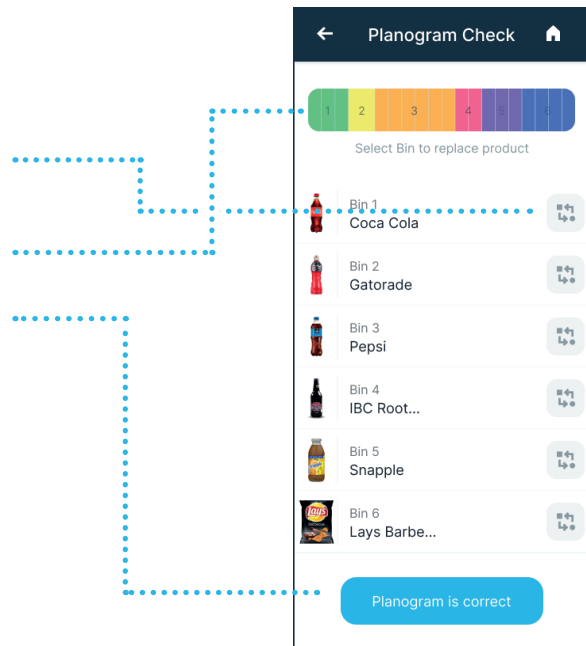 Planogram Check
1 2 3 4 5 6
Select Bin to replace product
Bin 1
Coca Cola
Bin 2
Gatorade
Bin 3
Pepsi
Bin 4
IBC Root...
Bin 5
Snapple
Bin 6
Lays Barbe...
Lay's
Planogram is correct